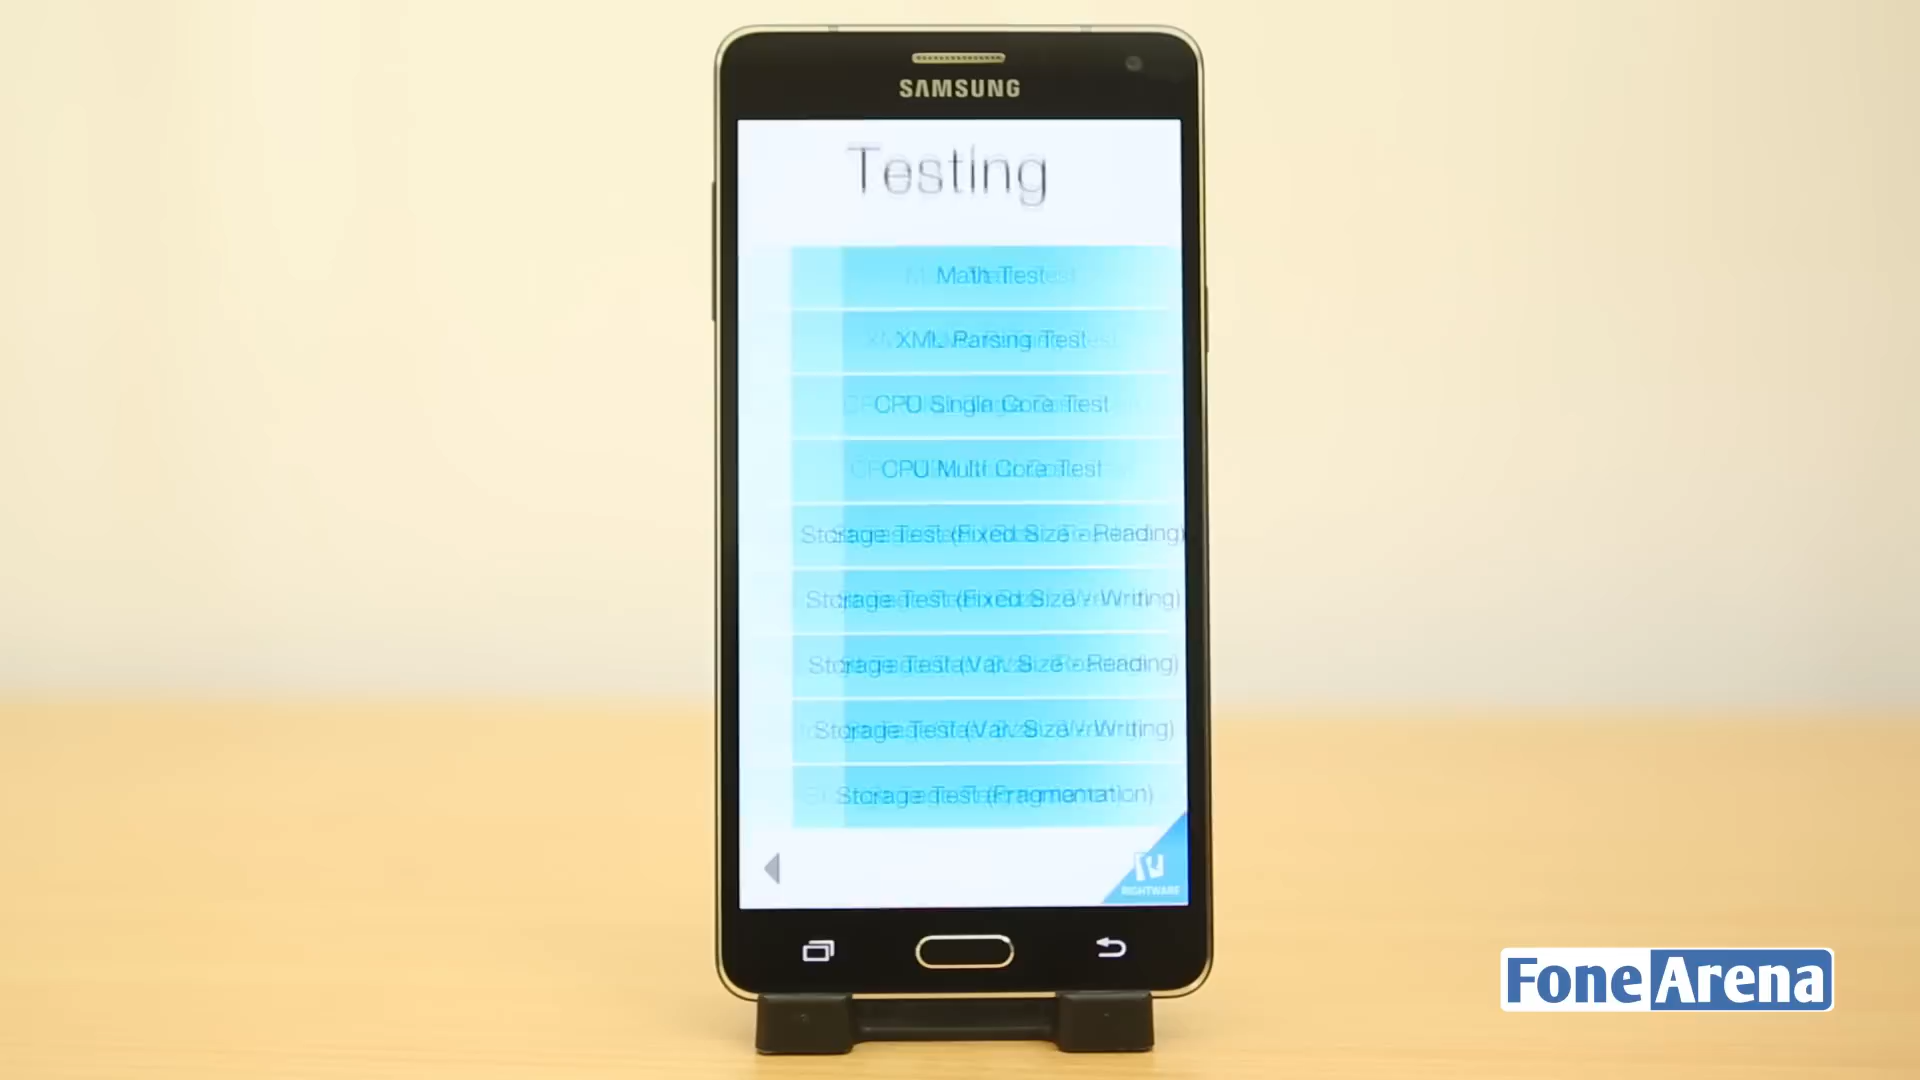 SAMSUNG
Testing
Math Test
XML Parsing Test
CPU Single Core Test
CPU Multi Core Test
Storage Test (Fixed Size - Reading)
Storage Test (Fixed Size - Writing)
Storage Test (Var. Size - Reading)
Storage Test (Var. Size - Writing)
Storage Test (Fragmentation)
RIGHTWARE
FoneArena